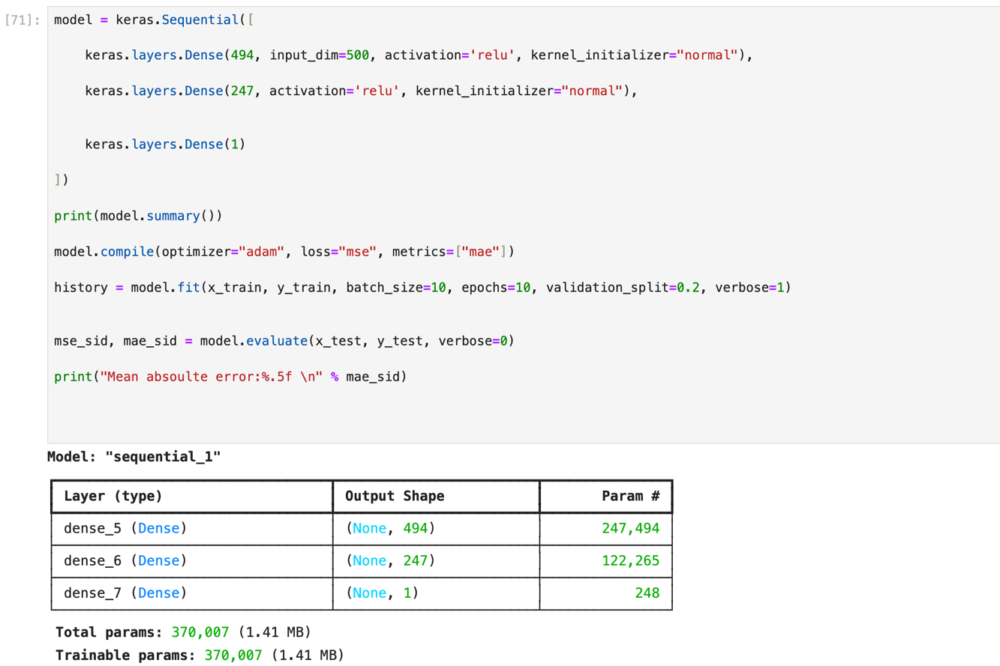 [71]:
model = keras.Sequential([
keras.layers.Dense(494, input_dim=500, activation='relu', kernel_initializer="normal"),
keras.layers.Dense(247, activation='relu', kernel_initializer="normal"),
keras.layers.Dense(1)
])
print(model.summary())
model.compile(optimizer="adam", loss="mse", metrics=["mae"])
history = model.fit(x_train, y_train, batch_size=10, epochs=10, validation_split=0.2, verbose=1)
mse_sid, mae_sid = model.evaluate(x_test, y_test, verbose=0)
print("Mean absoulte error:%.5f \n" % mae_sid)
Model: "sequential_1"
Layer (type) Output Shape Param #
dense_5 (Dense) (None, 494) 247,494
dense_6 (Dense) (None, 247) 122,265
dense_7 (Dense) (None, 1) 248
Total params: 370,007 (1.41 MB)
Trainable params: 370,007 (1.41 MB)